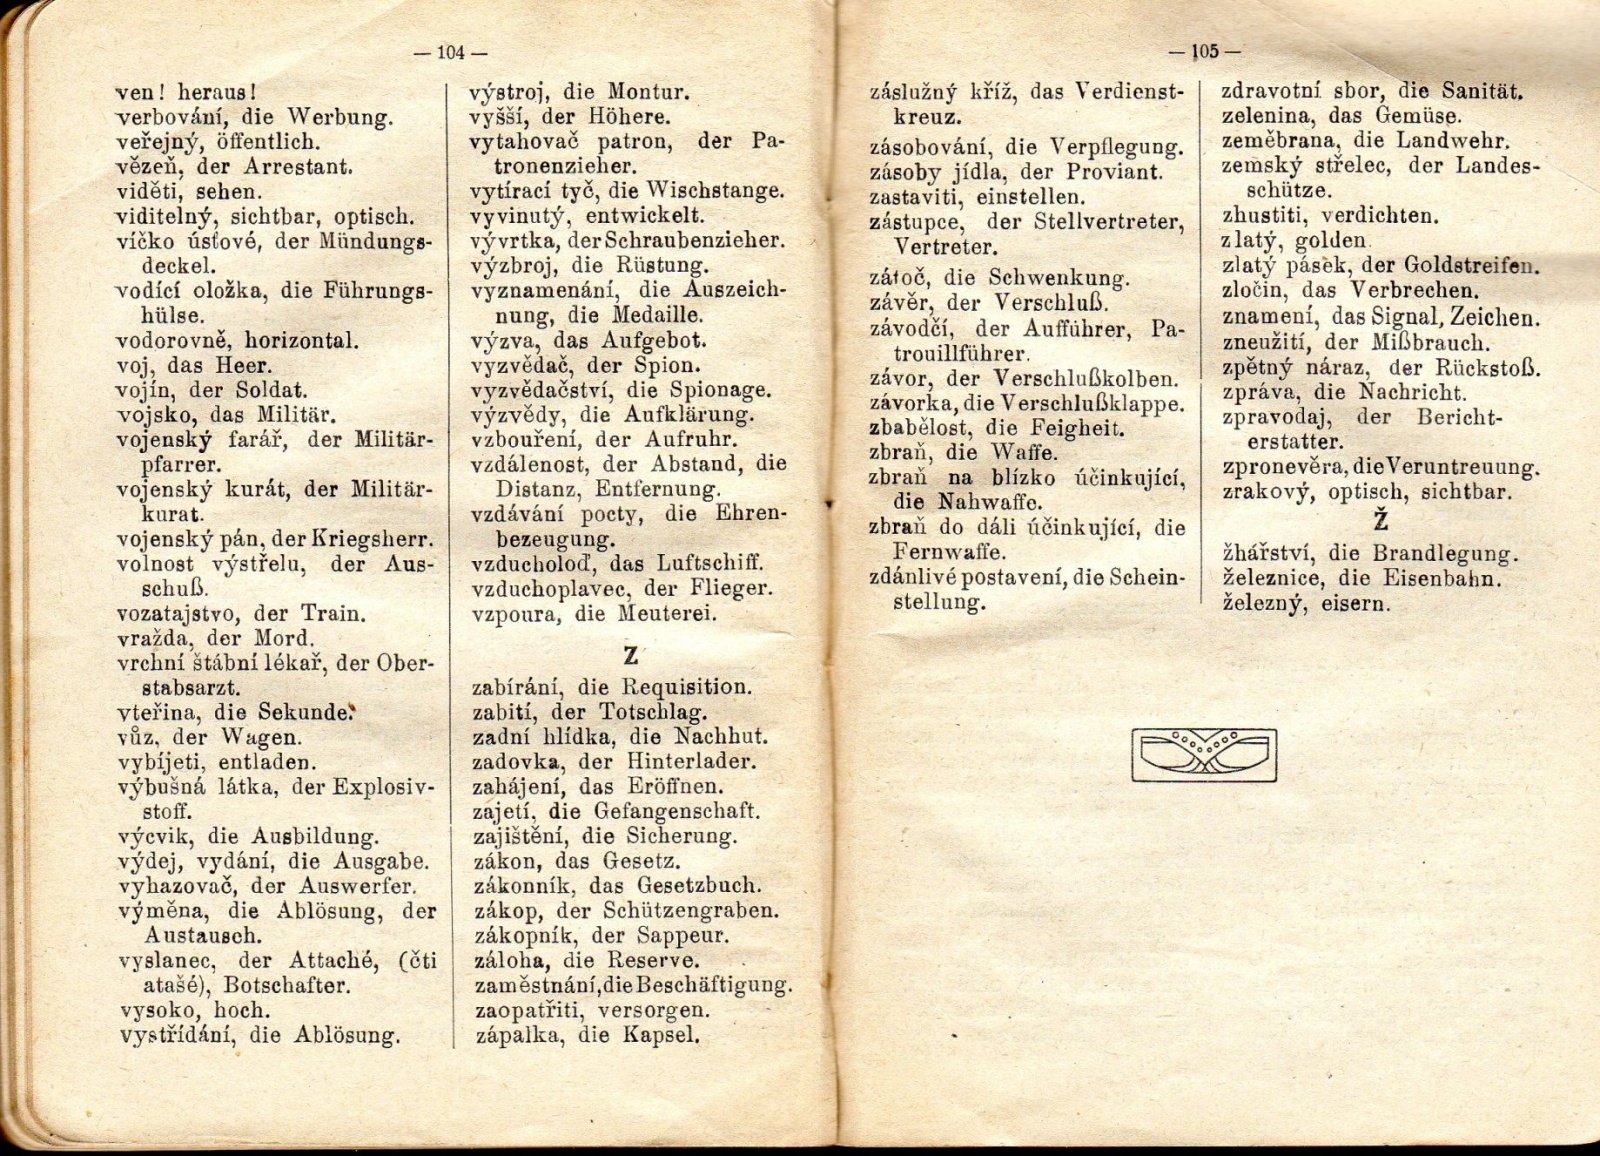 — 104 —
ven! heraus!
verbování, die Werbung.
veřejný, öffentlich.
vězeň, der Arrestant.
viděti, sehen.
viditelný, sichtbar, optisch.
víčko ústové, der Mündungs-
deckel.
vodící oložka, die Führungs-
hülse.
vodorovně, horizontal.
voj, das Heer.
vojín, der Soldat.
vojsko, das Militär.
vojenský farář, der Militär-
pfarrer.
vojenský kurát, der Militär-
kurat.
vojenský pán, der Kriegsherr.
volnost výstřelu, der Aus-
schuß.
vozatajstvo, der Train.
vražda, der Mord.
vrchní štábní lékař, der Ober-
stabsarzt.
vteřina, die Sekunde.
vůz, der Wagen.
vybíjeti, entladen.
výbušná látka, der Explosiv-
stoff.
výcvik, die Ausbildung.
výdej, vydání, die Ausgabe.
vyhazovač, der Auswerfer.
výměna, die Ablösung, der
Austausch.
vyslanec, der Attaché, (čti
atašé), Botschafter.
vysoko, hoch.
vystřídání, die Ablösung.
výstroj, die Montur.
vyšší, der Höhere.
vytahovač patron, der Pa-
tronenzieher.
vytírací tyč, die Wischstange.
vyvinutý, entwickelt.
vývrtka, der Schraubenzieher.
výzbroj, die Rüstung.
vyznamenání, die Auszeich-
nung, die Medaille.
výzva, das Aufgebot.
vyzvědač, der Spion.
vyzvědačství, die Spionage.
výzvědy, die Aufklärung.
vzbouření, der Aufruhr.
vzdálenost, der Abstand, die
Distanz, Entfernung.
vzdávání pocty, die Ehren-
bezeugung.
vzducholoď, das Luftschiff.
vzduchoplavec, der Flieger.
vzpoura, die Meuterei.
Z
zabírání, die Requisition.
zabití, der Totschlag.
zadní hlídka, die Nachhut.
zadovka, der Hinterlader.
zahájení, das Eröffnen.
zajetí, die Gefangenschaft.
zajištění, die Sicherung.
zákon, das Gesetz.
zákonník, das Gesetzbuch.
zákop, der Schützengraben.
zákopník, der Sappeur.
záloha, die Reserve.
zaměstnání, die Beschäftigung.
zaopatřiti, versorgen.
zápalka, die Kapsel.
— 105 —
záslužný kříž, das Verdienst-
kreuz.
zásobování, die Verpflegung.
zásoby jídla, der Proviant.
zastaviti, einstellen.
zástupce, der Stellvertreter,
Vertreter.
zátoč, die Schwenkung.
závěr, der Verschluß.
závodčí, der Aufführer, Pa-
trouillführer.
závor, der Verschlußkolben.
závorka, die Verschlußklappe.
zbabělost, die Feigheit.
zbraň, die Waffe.
zbraň na blízko účinkující,
die Nahwaffe.
zbraň do dáli účinkující, die
Fernwaffe.
zdánlivé postavení, die Schein-
stellung.
zdravotní sbor, die Sanität.
zelenina, das Gemüse.
zeměbrana, die Landwehr.
zemský střelec, der Landes-
schütze.
zhustiti, verdichten.
zlatý, golden.
zlatý pásek, der Goldstreifen.
zločin, das Verbrechen.
znamení, das Signal, Zeichen.
zneužití, der Mißbrauch.
zpětný náraz, der Rückstoß.
zpráva, die Nachricht.
zpravodaj, der Bericht-
erstatter.
zpronevěra, die Veruntreuung.
zrakový, optisch, sichtbar.
Ž
žhářství, die Brandlegung.
železnice, die Eisenbahn.
železný, eisern.